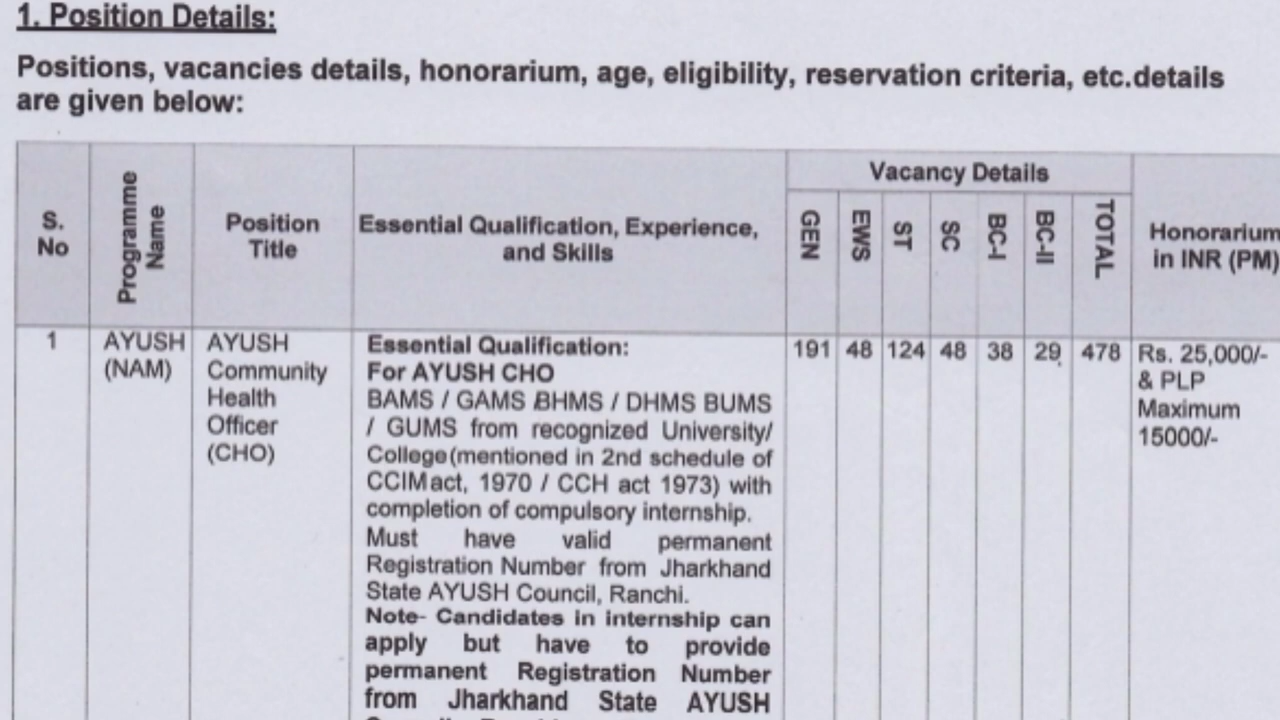 1. Position Details:
Positions, vacancies details, honorarium, age, eligibility, reservation criteria, etc.details
are given below:
S.
No
Programme
Name
Position
Title
Essential Qualification, Experience,
and Skills
Vacancy Details
GEN
EWS
ST
SC
BC-I
BC-II
TOTAL
Honorarium
in INR (PM)
1
AYUSH
(NAM)
AYUSH
Community
Health
Officer
(CHO)
Essential Qualification:
For AYUSH CHO
BAMS / GAMS BHMS / DHMS BUMS
/ GUMS from recognized University/
College(mentioned in 2nd schedule of
CCIM act, 1970 / CCH act 1973) with
completion of compulsory internship.
Must have valid permanent
Registration Number from Jharkhand
State AYUSH Council, Ranchi.
Note- Candidates in internship can
apply but have to provide
permanent Registration Number
from Jharkhand State AYUSH
191
48
124
48
38
29
478
Rs. 25,000/-
& PLP
Maximum
15000/-